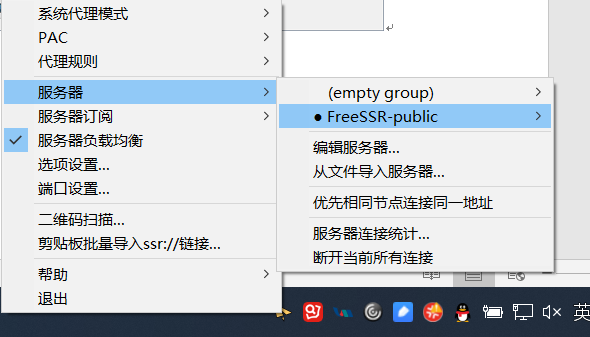 系统代理模式
PAC
代理规则
服务器
服务器订阅
服务器负载均衡
选项设置...
端口设置...
二维码扫描...
剪贴板批量导入ssr://链接...
帮助
退出
(empty group)
● FreeSSR-public
编辑服务器...
从文件导入服务器...
优先相同节点连接同一地址
服务器连接统计...
断开当前所有连接
英